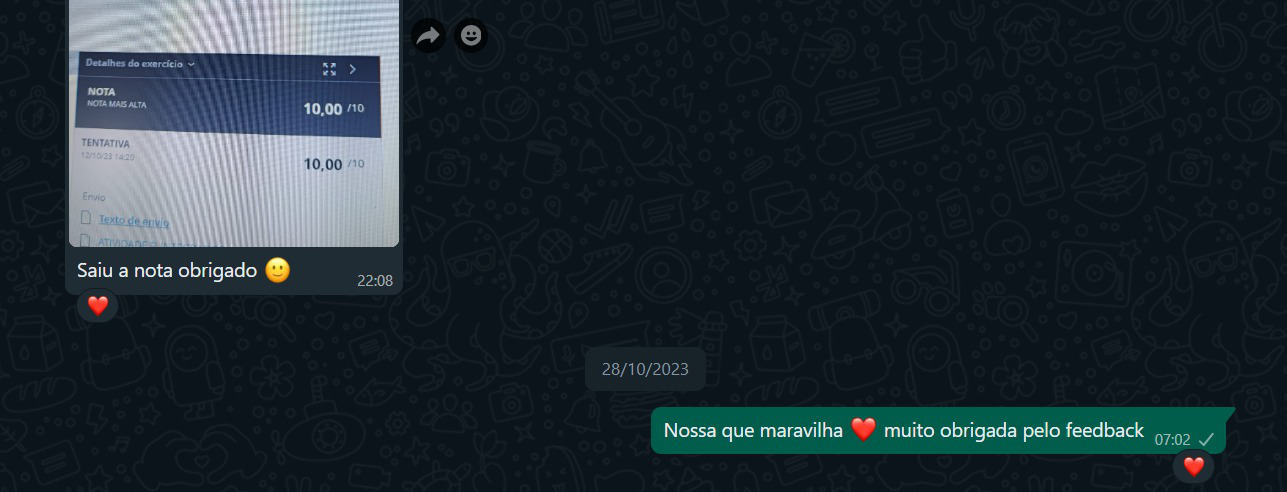 Detalhes do exercício
NOTA
NOTA MAIS ALTA
10,00 /10
TENTATIVA
12/10/23 14:20
10,00 /10
Envio
Texto de envio
Saiu a nota obrigado 🙂
22:08
❤️
28/10/2023
Nossa que maravilha ❤️ muito obrigada pelo feedback
07:02
❤️